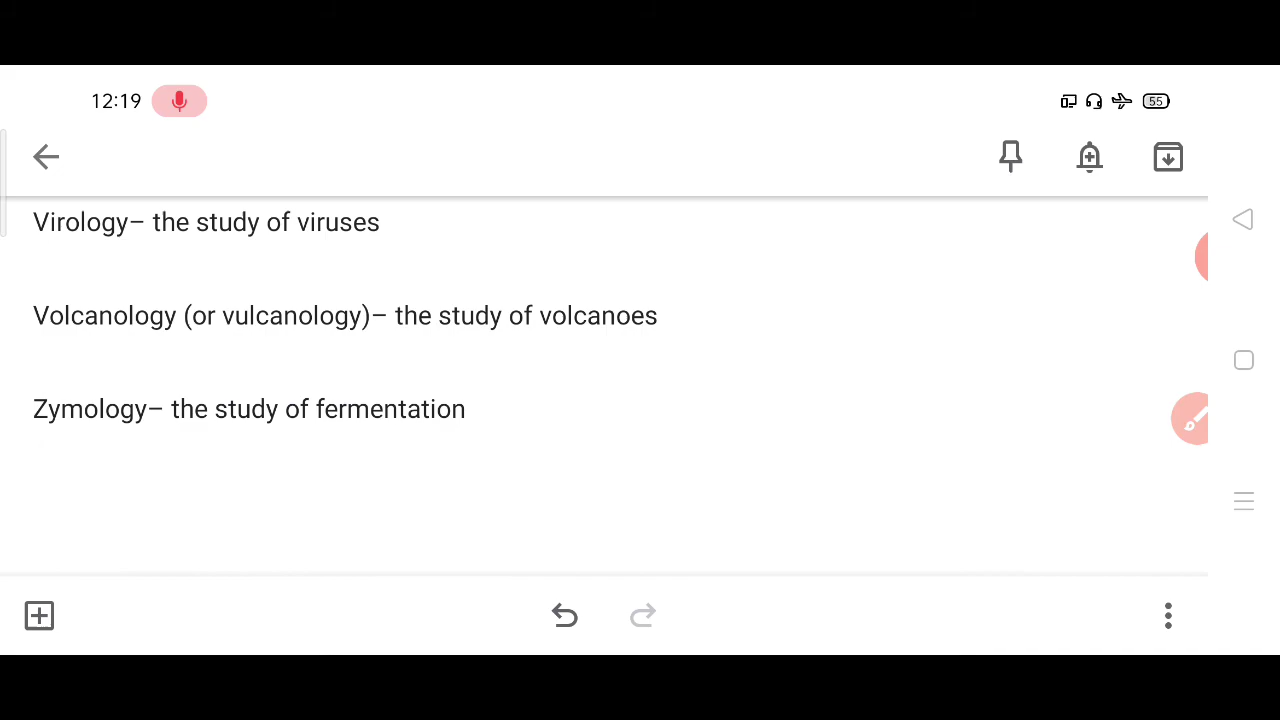 12:19
55
Virology– the study of viruses
Volcanology (or vulcanology)– the study of volcanoes
Zymology– the study of fermentation